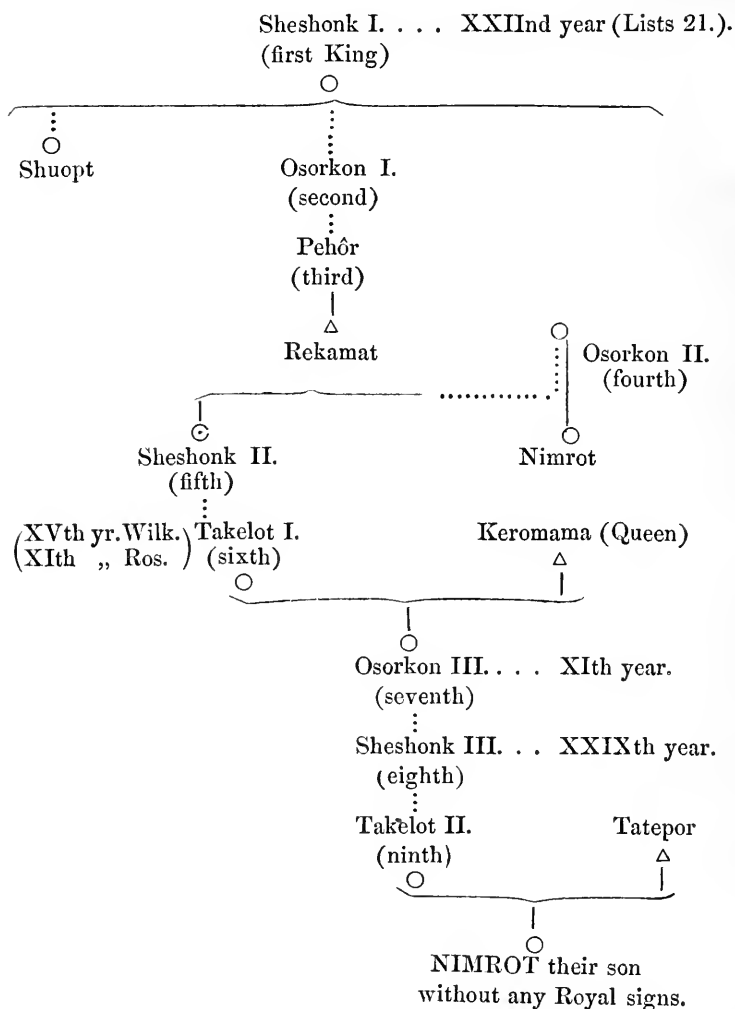 Sheshonk I. . . . XXIInd year (Lists 21.).
(first King)
Shuopt
Osorkon I.
(second)
Pehôr
(third)
Rekamat
Osorkon II.
(fourth)
Sheshonk II.
(fifth)
Nimrot
(XVth yr. Wilk.
XIth „ Ros.)
Takelot I.
(sixth)
Keromama (Queen)
Osorkon III. . . . XIth year.
(seventh)
Sheshonk III. . . XXIXth year.
(eighth)
Takelot II.
(ninth)
Tatepor
NIMROT their son
without any Royal signs.